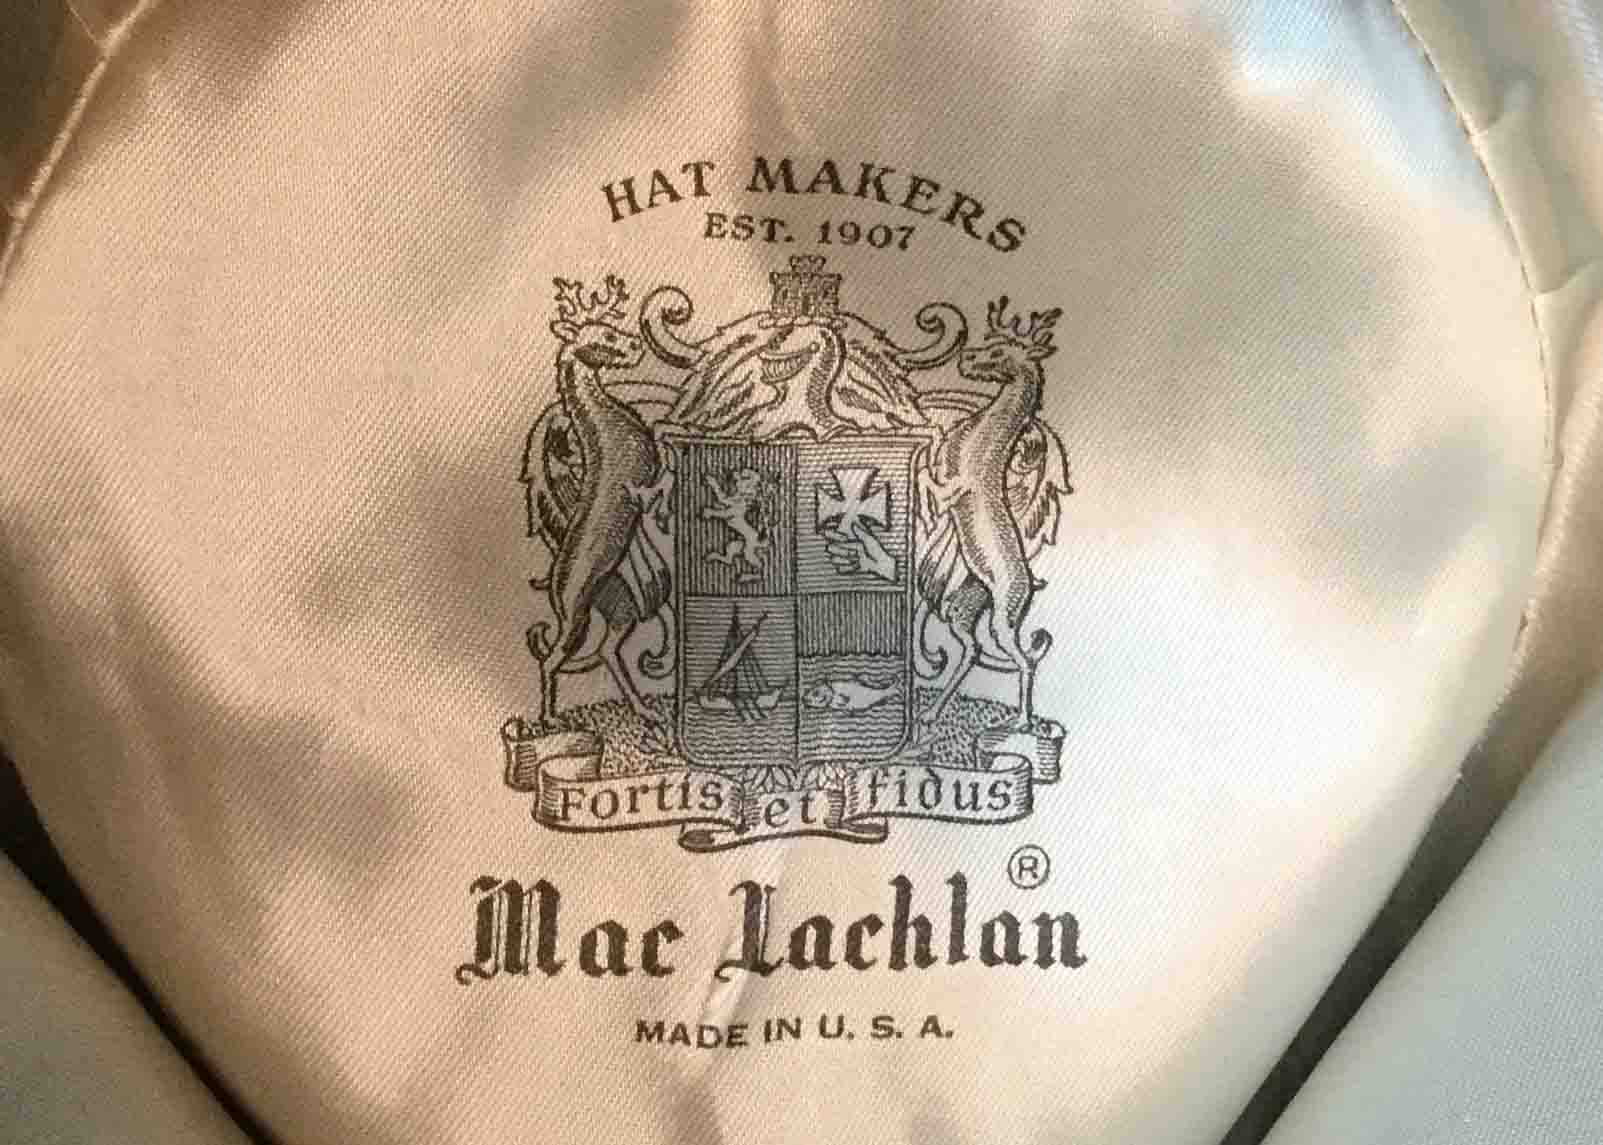 HAT MAKERS
EST. 1907
Fortis et fidus
®
Mac Lachlan
MADE IN U. S. A.